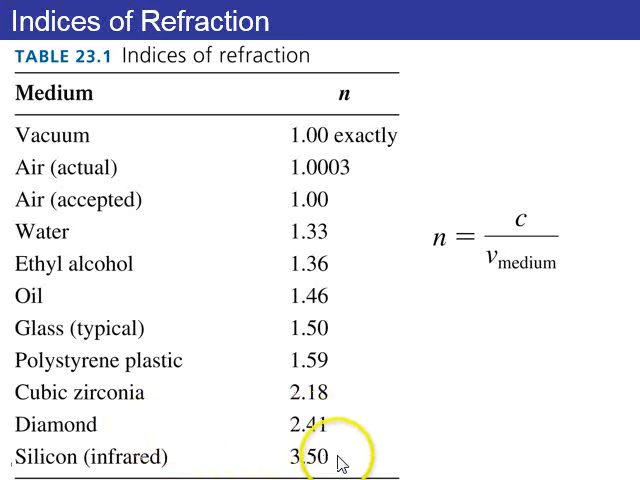 Indices of Refraction
TABLE 23.1 Indices of refraction
Medium n
Vacuum 1.00 exactly
Air (actual) 1.0003
Air (accepted) 1.00
Water 1.33
Ethyl alcohol 1.36
Oil 1.46
Glass (typical) 1.50
Polystyrene plastic 1.59
Cubic zirconia 2.18
Diamond 2.41
Silicon (infrared) 3.50
n = c / v medium